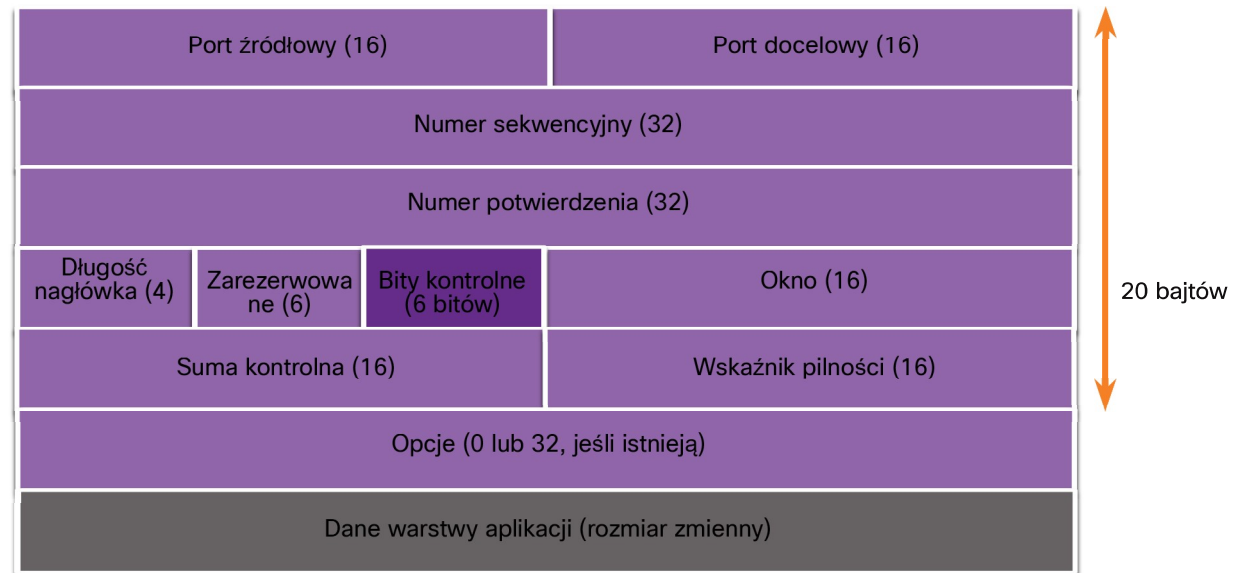 Port źródłowy (16)
Port docelowy (16)
Numer sekwencyjny (32)
Numer potwierdzenia (32)
Długość
nagłówka (4)
Zarezerwowa
ne (6)
Bity kontrolne
(6 bitów)
Okno (16)
20 bajtów
Suma kontrolna (16)
Wskaźnik pilności (16)
Opcje (0 lub 32, jeśli istnieją)
Dane warstwy aplikacji (rozmiar zmienny)